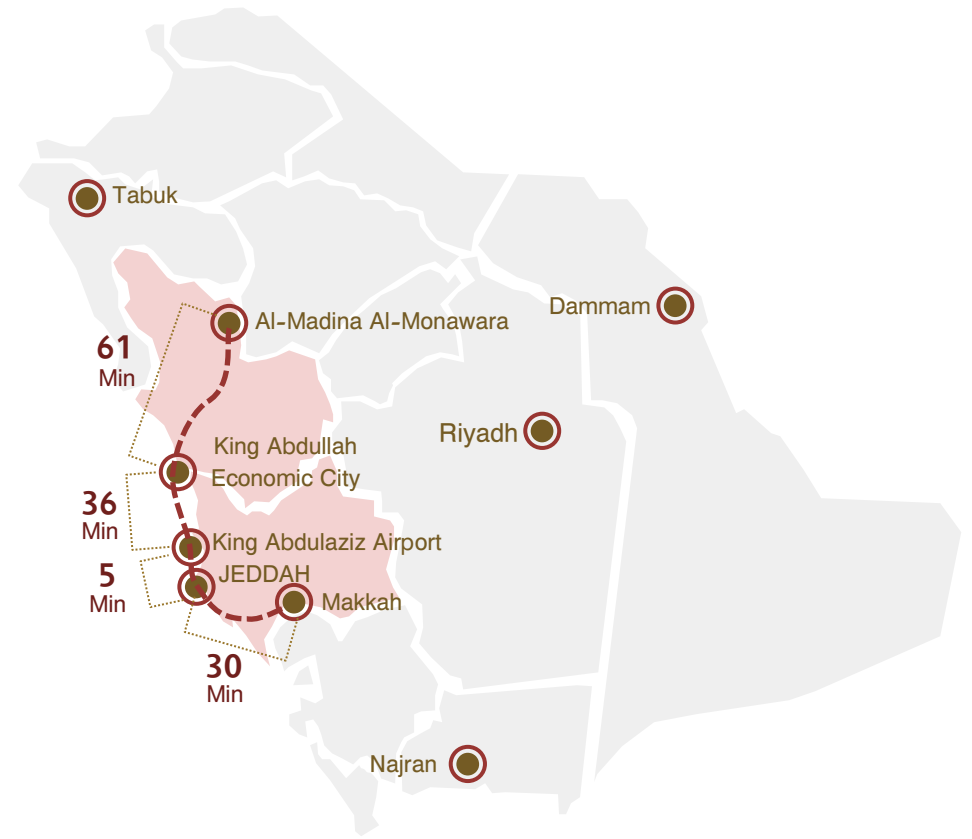 Tabuk
Dammam
Al-Madina Al-Monawara
61
Min
Riyadh
King Abdullah
Economic City
36
Min
King Abdulaziz Airport
JEDDAH
5
Min
Makkah
30
Min
Najran